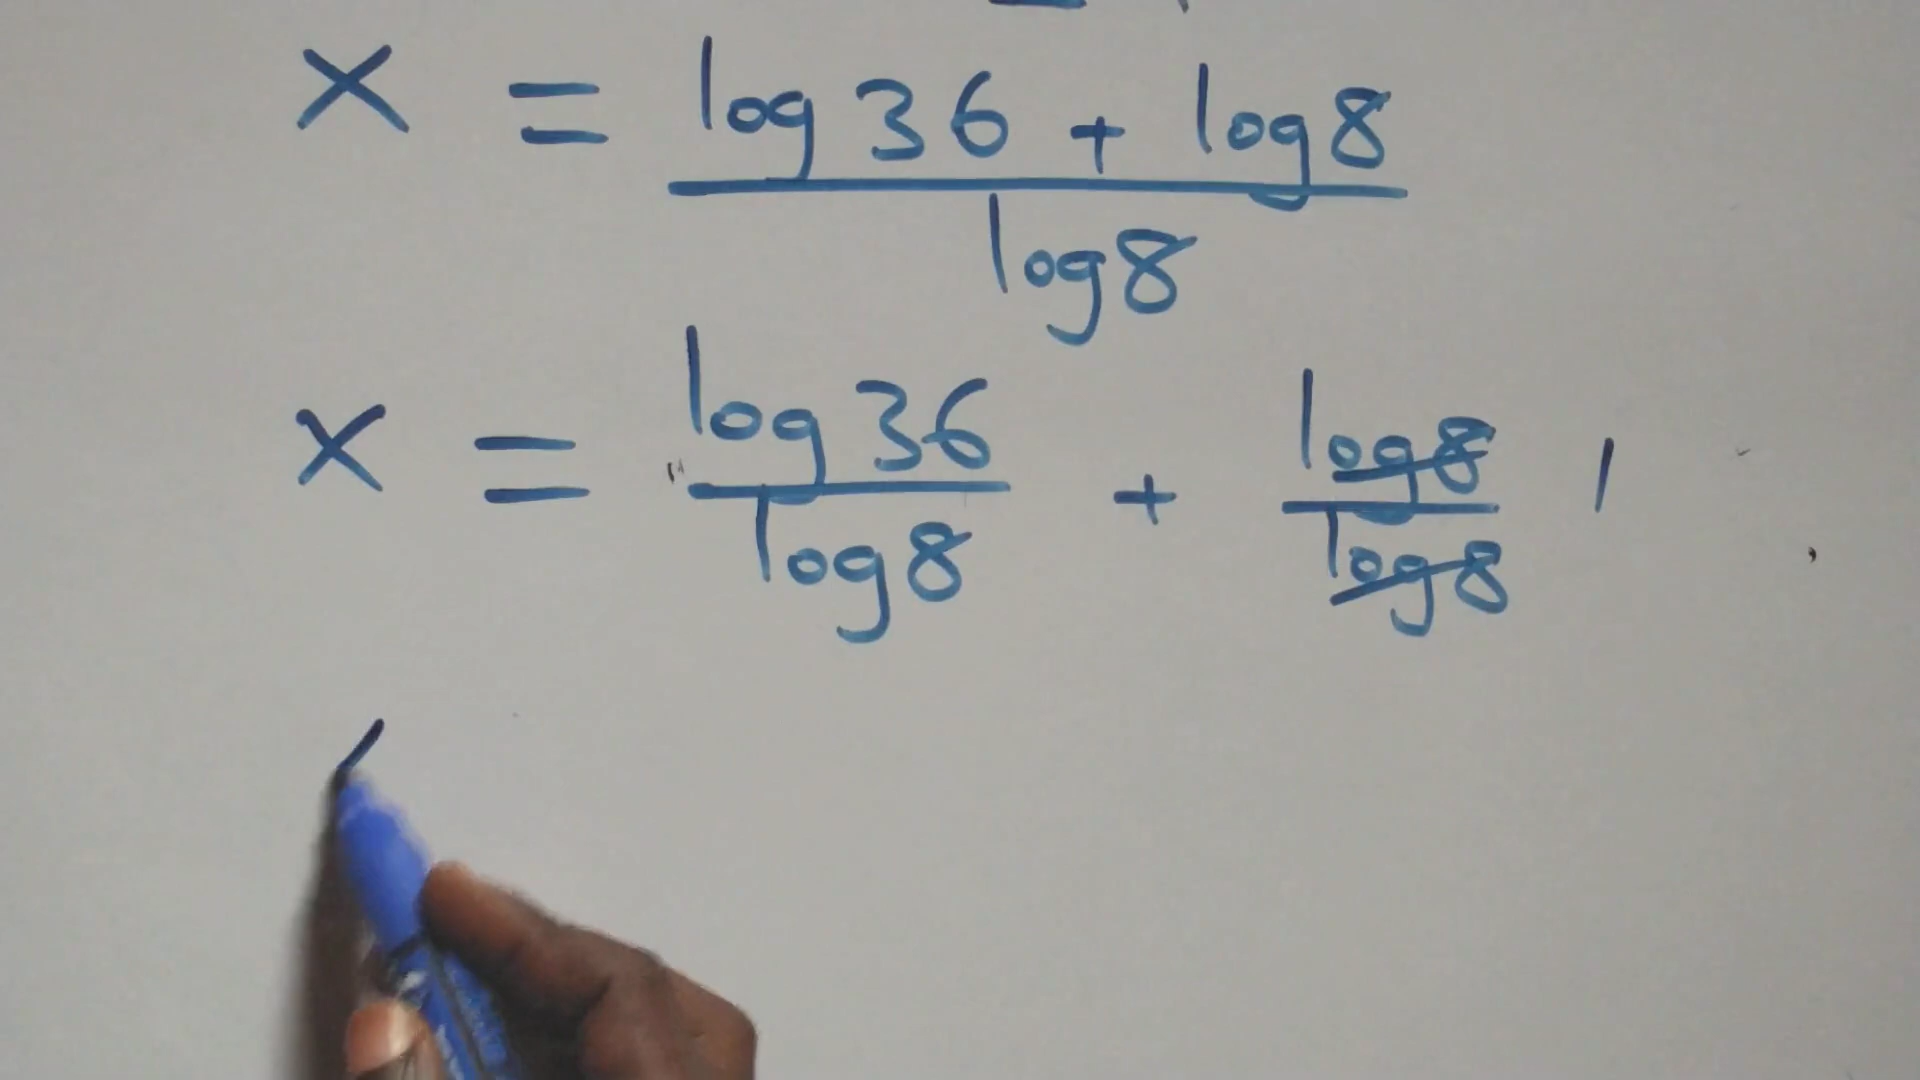 x = (log 36 + log 8) / log 8
x = log 36 / log 8 + log 8 / log 8 1